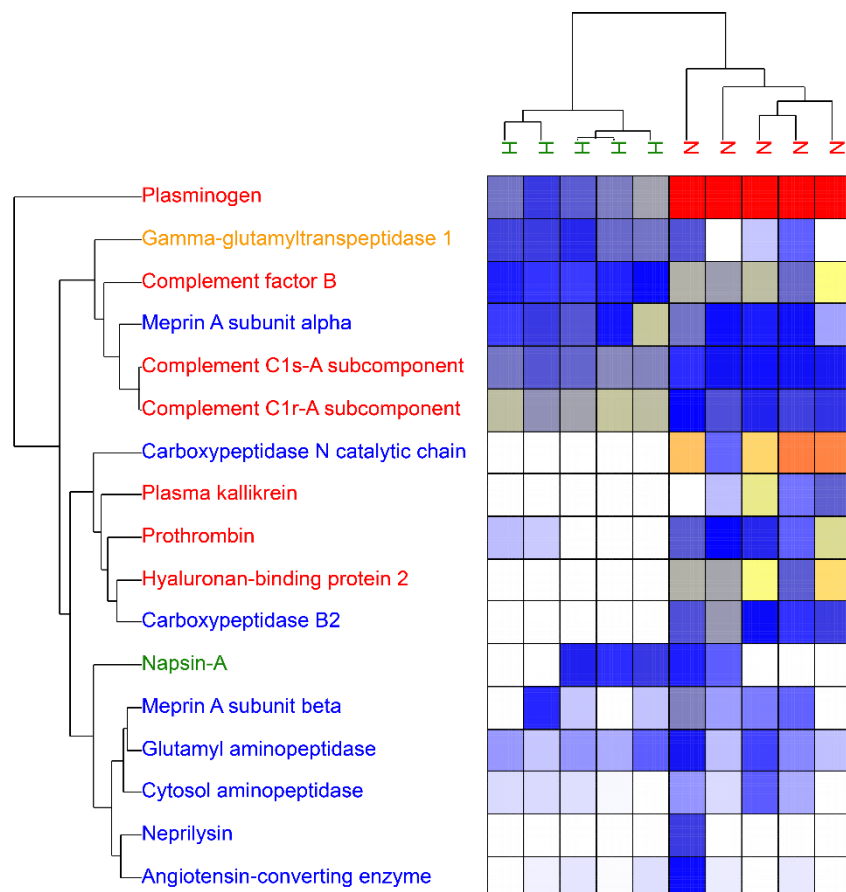 H H H H H N N N N N
Plasminogen
Gamma-glutamyltranspeptidase 1
Complement factor B
Meprin A subunit alpha
Complement C1s-A subcomponent
Complement C1r-A subcomponent
Carboxypeptidase N catalytic chain
Plasma kallikrein
Prothrombin
Hyaluronan-binding protein 2
Carboxypeptidase B2
Napsin-A
Meprin A subunit beta
Glutamyl aminopeptidase
Cytosol aminopeptidase
Neprilysin
Angiotensin-converting enzyme